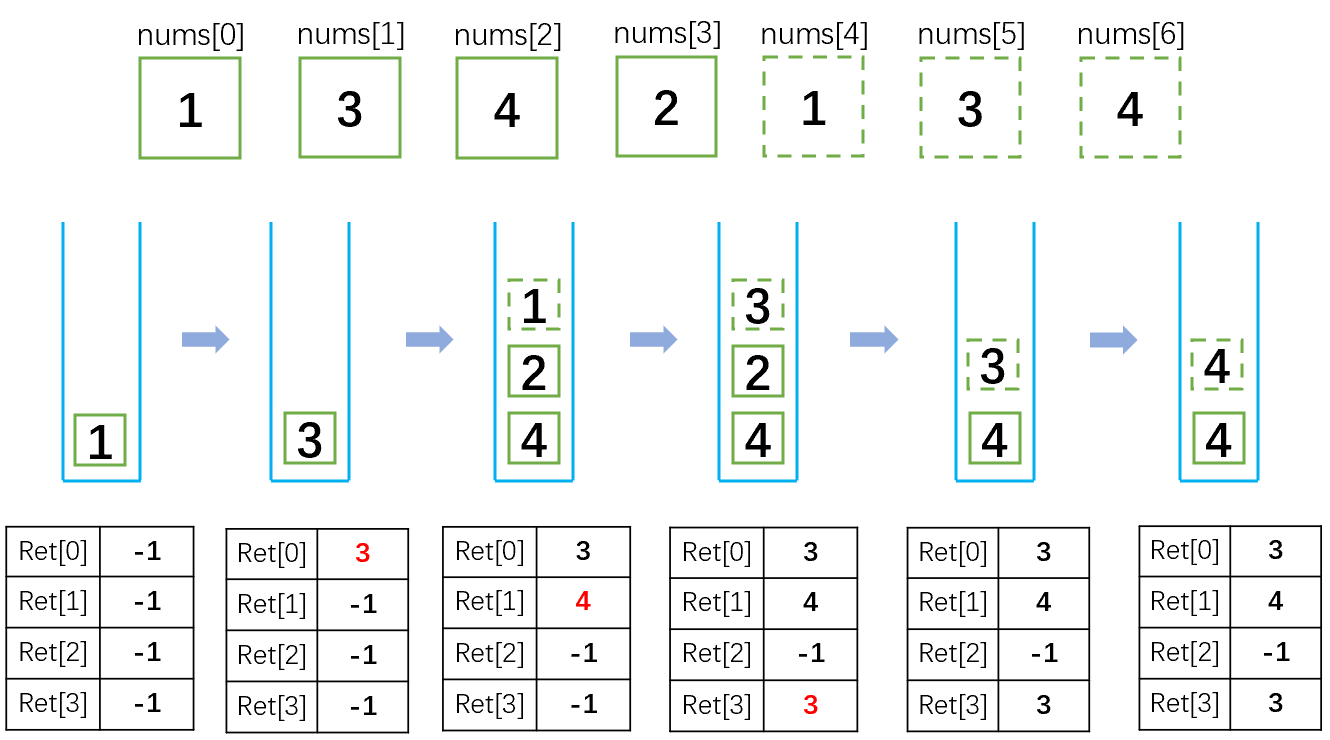 nums[0] nums[1] nums[2] nums[3] nums[4] nums[5] nums[6]
1 3 4 2 1 3 4
1 3 3 4
1 3 2 2 4
4 4 4 4
Ret[0] -1 Ret[0] 3 Ret[0] 3 Ret[0] 3 Ret[0] 3 Ret[0] 3
Ret[1] -1 Ret[1] -1 Ret[1] 4 Ret[1] 4 Ret[1] 4 Ret[1] 4
Ret[2] -1 Ret[2] -1 Ret[2] -1 Ret[2] -1 Ret[2] -1 Ret[2] -1
Ret[3] -1 Ret[3] -1 Ret[3] -1 Ret[3] 3 Ret[3] 3 Ret[3] 3